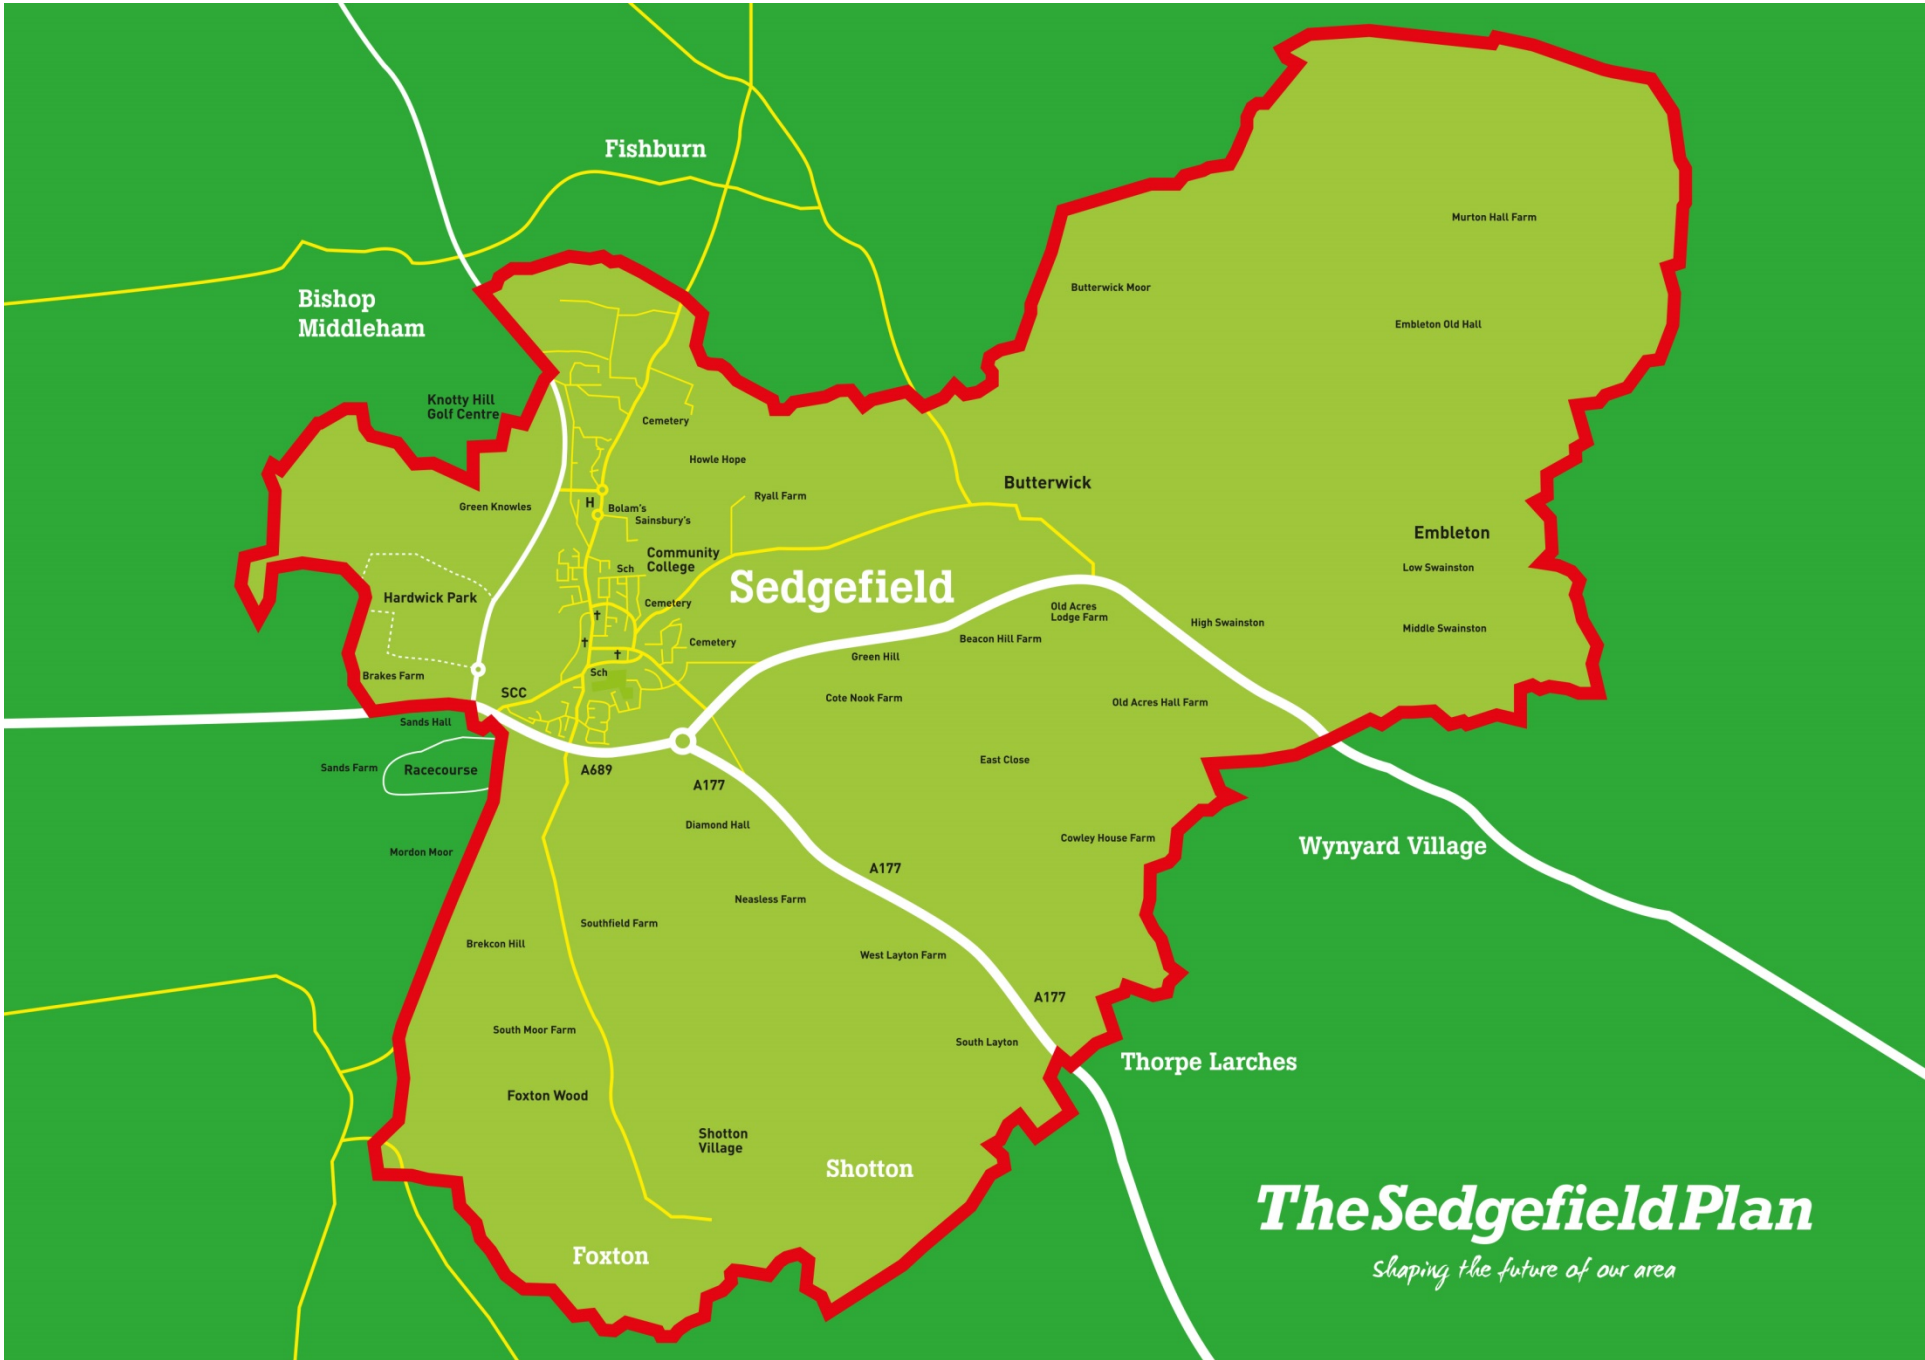 Fishburn
Murton Hall Farm
Butterwick Moor
Bishop
Middleham
Embleton Old Hall
Knotty Hill
Golf Centre
Cemetery
Howle Hope
Butterwick
Ryall Farm
Green Knowles
H
Bolam's
Sainsbury's
Embleton
Community
College
Sch
Low Swainston
Sedgefield
Hardwick Park
Cemetery
Old Acres
Lodge Farm
High Swainston
Middle Swainston
Beacon Hill Farm
Cemetery
Green Hill
Brakes Farm
Sch
SCC
Cote Nook Farm
Old Acres Hall Farm
Sands Hall
East Close
Sands Farm
Racecourse
A689
A177
Diamond Hall
Cowley House Farm
Wynyard Village
Mordon Moor
A177
Neasless Farm
Southfield Farm
Brekcon Hill
West Layton Farm
A177
South Moor Farm
South Layton
Thorpe Larches
Foxton Wood
Shotton
Village
Shotton
TheSedgefieldPlan
Foxton
Shaping the future of our area